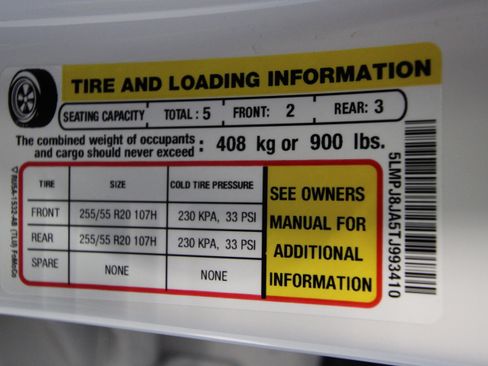 TIRE AND LOADING INFORMATION
SEATING CAPACITY TOTAL : 5 FRONT: 2 REAR: 3
The combined weight of occupants and cargo should never exceed : 408 kg or 900 lbs.
TIRE SIZE COLD TIRE PRESSURE
FRONT 255/55 R20 107H 230 KPA, 33 PSI
REAR 255/55 R20 107H 230 KPA, 33 PSI
SPARE NONE NONE
SEE OWNERS
MANUAL FOR
ADDITIONAL
INFORMATION
5LMPJ8JA5TJ993410